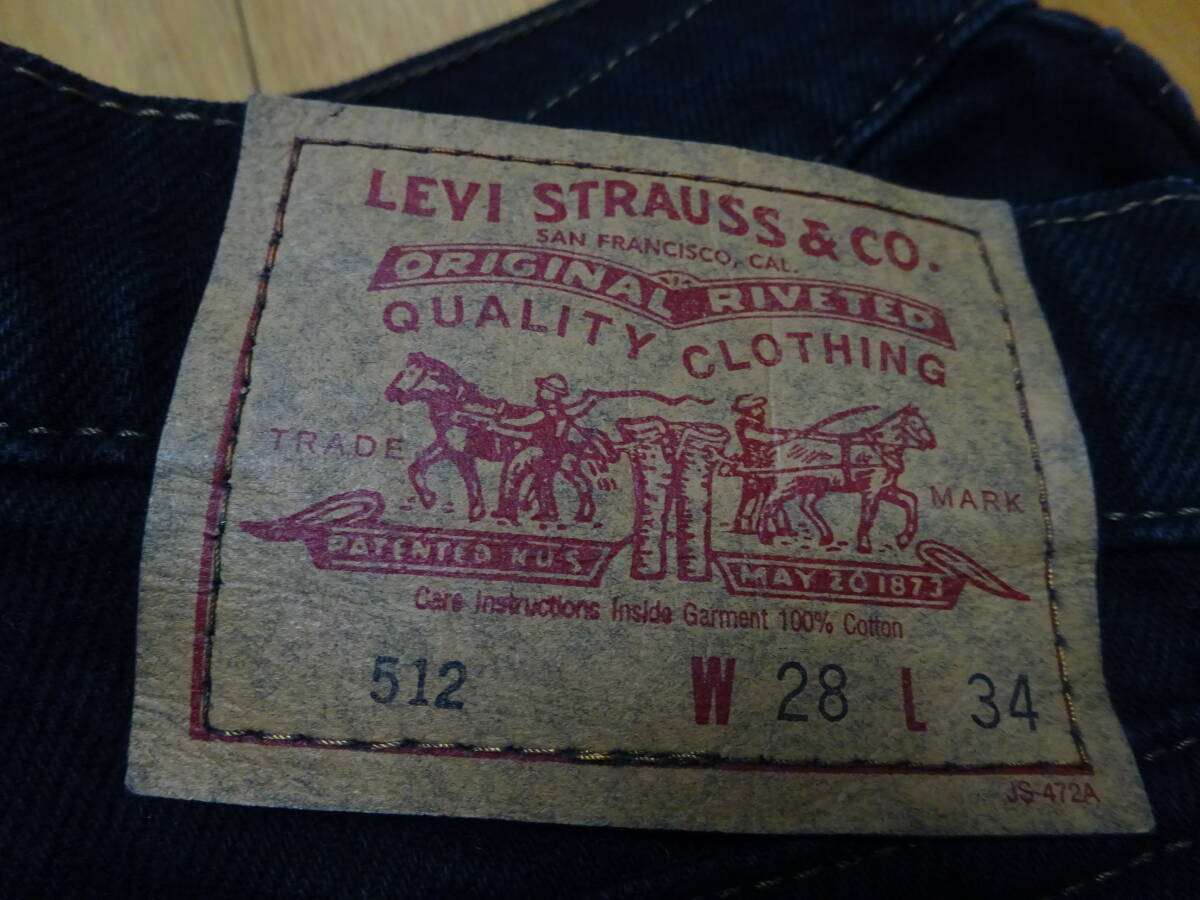 LEVI STRAUSS & CO.
SAN FRANCISCO, CAL.
ORIGINAL RIVETED
QUALITY CLOTHING
TRADE MARK
PATENTED IN U.S.
MAY 20 1873
Care Instructions Inside Garment 100% Cotton
512 W 28 L 34
JS-472A